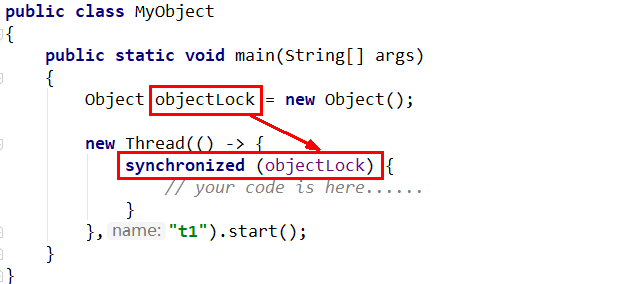 public class MyObject
{
    public static void main(String[] args)
    {
        Object objectLock = new Object();
        new Thread(() -> {
            synchronized (objectLock) {
                // your code is here......
            }
        }, name: "t1").start();
    }
}